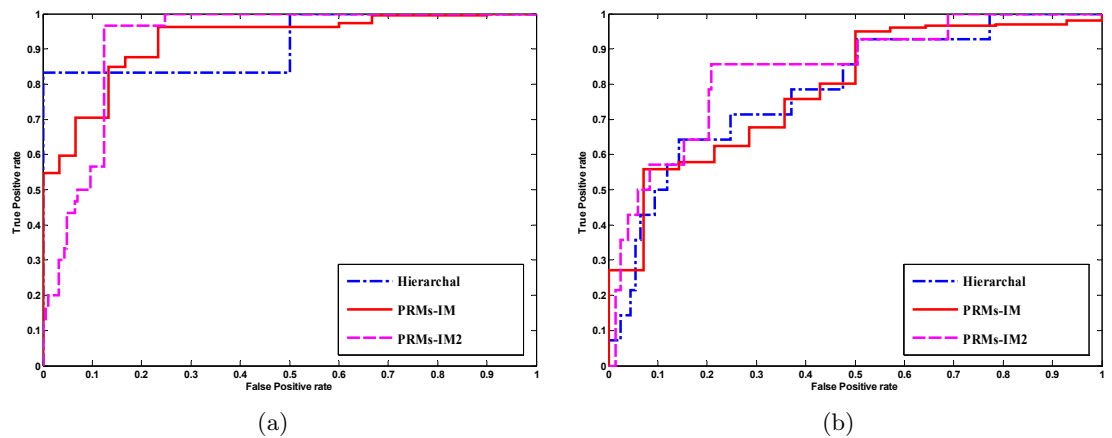 1
0.9
0.8
0.7
0.6
0.5
0.4
0.3
0.2
0.1
0
True Positive rate
0 0.1 0.2 0.3 0.4 0.5 0.6 0.7 0.8 0.9 1
False Positive rate
Hierarchal
PRMs-IM
PRMs-IM2
(a)
1
0.9
0.8
0.7
0.6
0.5
0.4
0.3
0.2
0.1
0
True Positive rate
0 0.1 0.2 0.3 0.4 0.5 0.6 0.7 0.8 0.9 1
False Positive rate
Hierarchal
PRMs-IM
PRMs-IM2
(b)